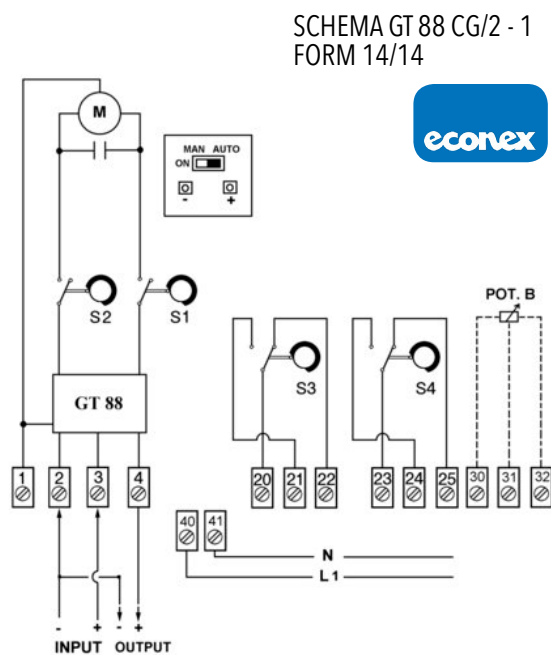 SCHEMA GT 88 CG/2 - 1
FORM 14/14
econex
M
MAN AUTO
ON
- +
S2 S1
POT. B
S3 S4
GT 88
1 2 3 4 20 21 22 23 24 25 30 31 32
40 41
N
L1
- + - +
INPUT OUTPUT